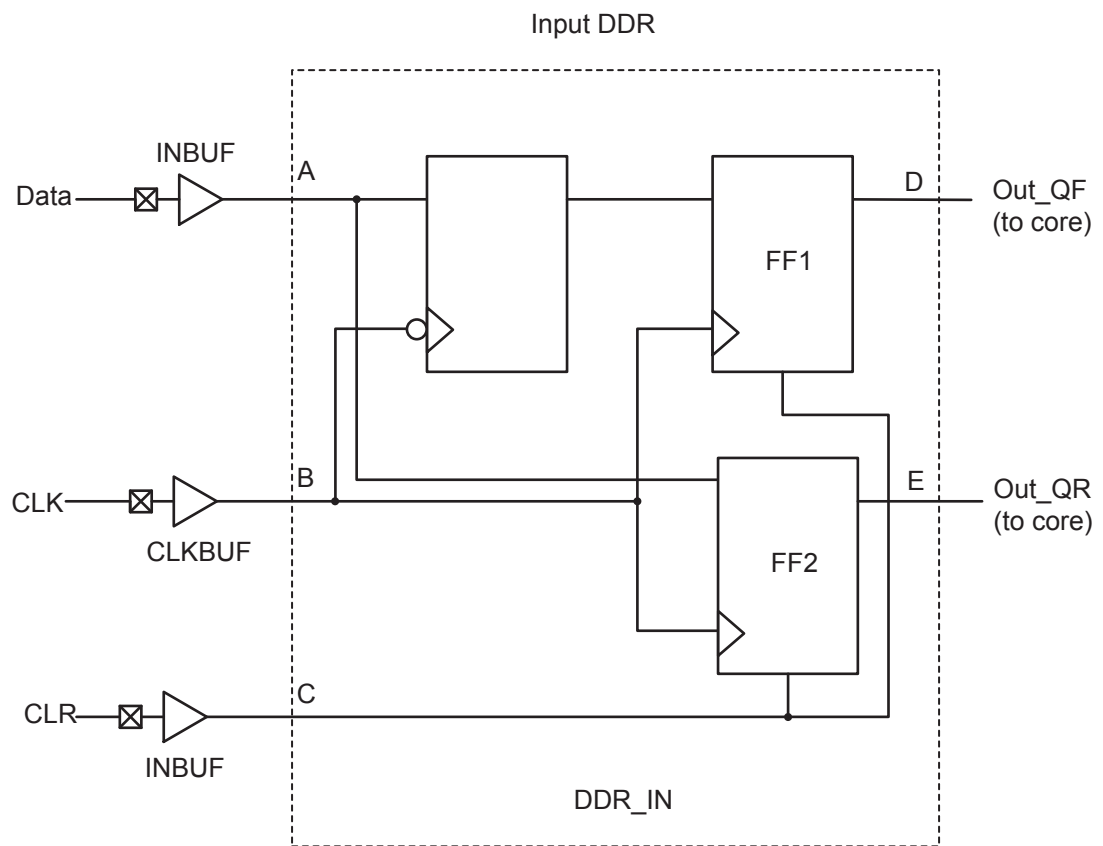 Input DDR
INBUF
A
Data
D
Out_QF
(to core)
FF1
B
E
CLK
Out_QR
(to core)
CLKBUF
FF2
C
CLR
INBUF
DDR_IN